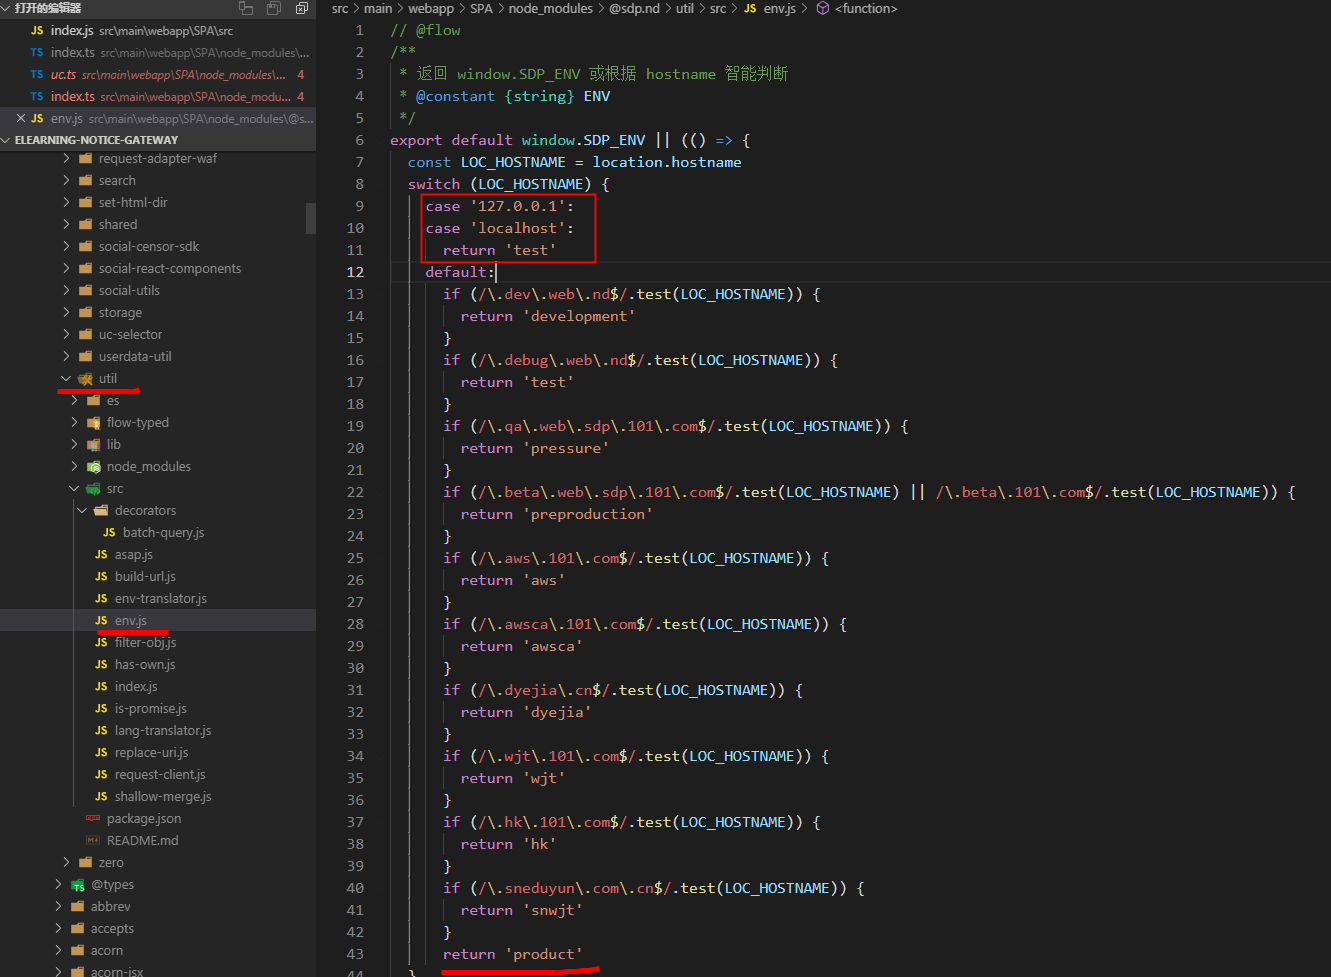 打开的编辑器
JS index.js src\main\webapp\SPA\src
TS index.ts src\main\webapp\SPA\node_modules\...
TS uc.ts src\main\webapp\SPA\node_modules\... 4
TS index.ts src\main\webapp\SPA\node_modu... 4
JS env.js src\main\webapp\SPA\node_modules\@s...
ELEARNING-NOTICE-GATEWAY
request-adapter-waf
search
set-html-dir
shared
social-censor-sdk
social-react-components
social-utils
storage
uc-selector
userdata-util
util
es
flow-typed
lib
node_modules
src
decorators
JS batch-query.js
JS asap.js
JS build-url.js
JS env-translator.js
JS env.js
JS filter-obj.js
JS has-own.js
JS index.js
JS is-promise.js
JS lang-translator.js
JS replace-uri.js
JS request-client.js
JS shallow-merge.js
package.json
README.md
zero
@types
abbrev
accepts
acorn
acorn-jsx
src > main > webapp > SPA > node_modules > @sdp.nd > util > src > JS env.js > <function>
1 // @flow
2 /**
3  * 返回 window.SDP_ENV 或根据 hostname 智能判断
4  * @constant {string} ENV
5  */
6 export default window.SDP_ENV || (() => {
7   const LOC_HOSTNAME = location.hostname
8   switch (LOC_HOSTNAME) {
9     case '127.0.0.1':
10     case 'localhost':
11       return 'test'
12     default:
13       if (/\.dev\.web\.nd$/.test(LOC_HOSTNAME)) {
14         return 'development'
15       }
16       if (/\.debug\.web\.nd$/.test(LOC_HOSTNAME)) {
17         return 'test'
18       }
19       if (/\.qa\.web\.sdp\.101\.com$/.test(LOC_HOSTNAME)) {
20         return 'pressure'
21       }
22       if (/\.beta\.web\.sdp\.101\.com$/.test(LOC_HOSTNAME) || /\.beta\.101\.com$/.test(LOC_HOSTNAME)) {
23         return 'preproduction'
24       }
25       if (/\.aws\.101\.com$/.test(LOC_HOSTNAME)) {
26         return 'aws'
27       }
28       if (/\.awsca\.101\.com$/.test(LOC_HOSTNAME)) {
29         return 'awsca'
30       }
31       if (/\.dyejia\.cn$/.test(LOC_HOSTNAME)) {
32         return 'dyejia'
33       }
34       if (/\.wjt\.101\.com$/.test(LOC_HOSTNAME)) {
35         return 'wjt'
36       }
37       if (/\.hk\.101\.com$/.test(LOC_HOSTNAME)) {
38         return 'hk'
39       }
40       if (/\.sneduyun\.com\.cn$/.test(LOC_HOSTNAME)) {
41         return 'snwjt'
42       }
43       return 'product'
44   }